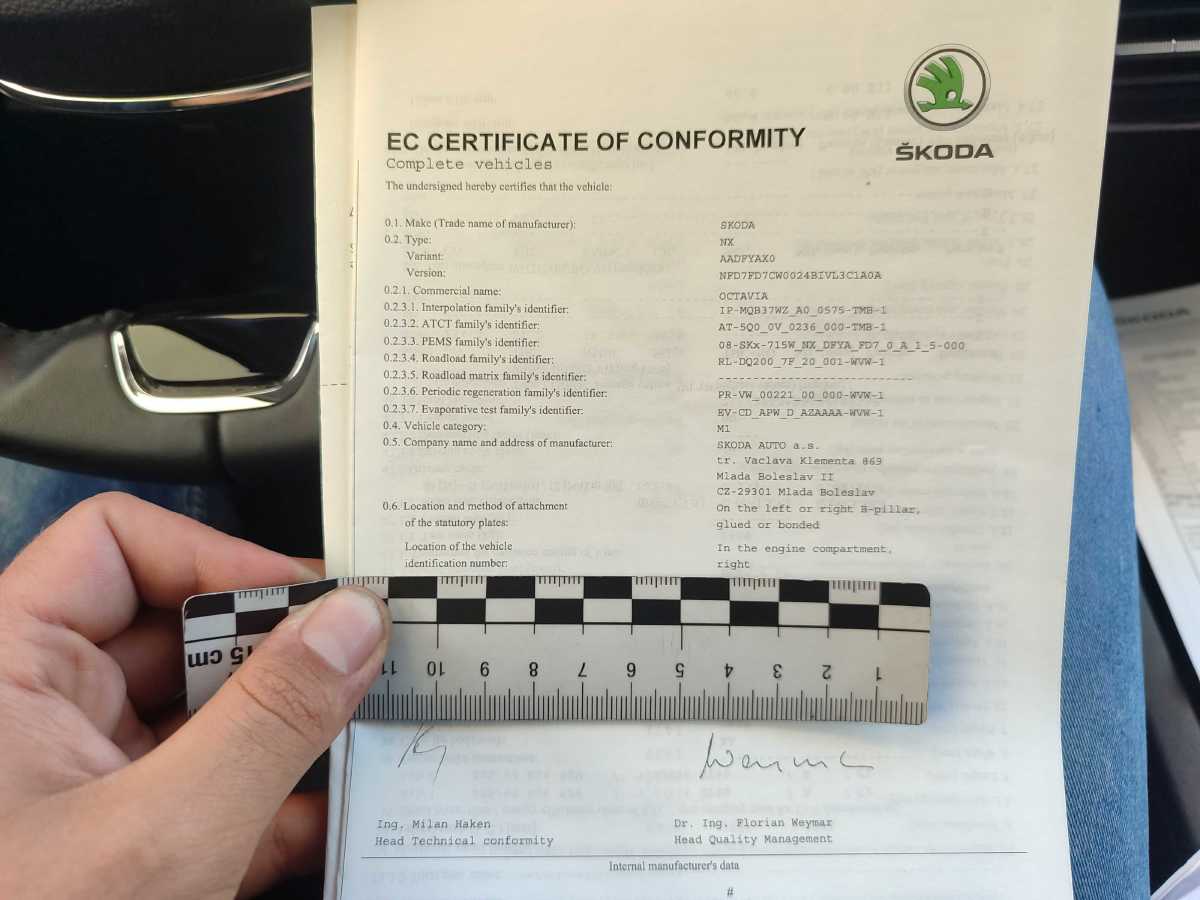 ŠKODA
EC CERTIFICATE OF CONFORMITY
Complete vehicles
The undersigned hereby certifies that the vehicle:
0.1. Make (Trade name of manufacturer): SKODA
0.2. Type: NX
Variant: AADFYAX0
Version: NFD7FD7CW0024BIVL3C1A0A
0.2.1. Commercial name: OCTAVIA
0.2.3.1. Interpolation family's identifier: IP-MQB37WZ_A0_0575-TMB-1
0.2.3.2. ATCT family's identifier: AT-5Q0_0V_0236_000-TMB-1
0.2.3.3. PEMS family's identifier: 08-SKx-715W_NX_DFYA_FD7_0_A_1_5-000
0.2.3.4. Roadload family's identifier: RL-DQ200_7F_20_001-WVW-1
0.2.3.5. Roadload matrix family's identifier: ------------------------------
0.2.3.6. Periodic regeneration family's identifier: PR-VW_00221_00_000-WVW-1
0.2.3.7. Evaporative test family's identifier: EV-CD_APW_D_AZAAAA-WVW-1
0.4. Vehicle category: M1
0.5. Company name and address of manufacturer: SKODA AUTO a.s.
tr. Vaclava Klementa 869
Mlada Boleslav II
CZ-29301 Mlada Boleslav
0.6. Location and method of attachment On the left or right B-pillar,
of the statutory plates: glued or bonded
Location of the vehicle In the engine compartment,
identification number: right
15 cm 11 10 9 8 7 6 5 4 3 2 1
Ing. Milan Haken Dr. Ing. Florian Weymar
Head Technical conformity Head Quality Management
Internal manufacturer's data
#
ŠKODA